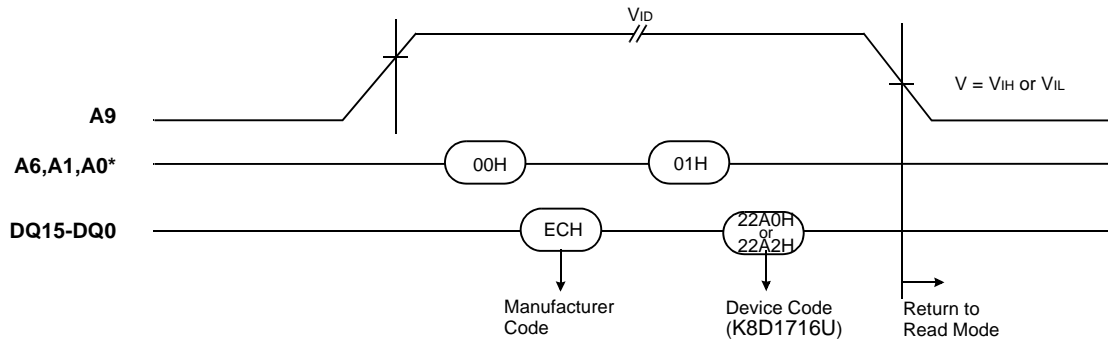 VID
V = VIH or VIL
A9
A6,A1,A0*
00H
01H
DQ15-DQ0
ECH
22A0H
or
22A2H
Manufacturer
Code
Device Code
(K8D1716U)
Return to
Read Mode